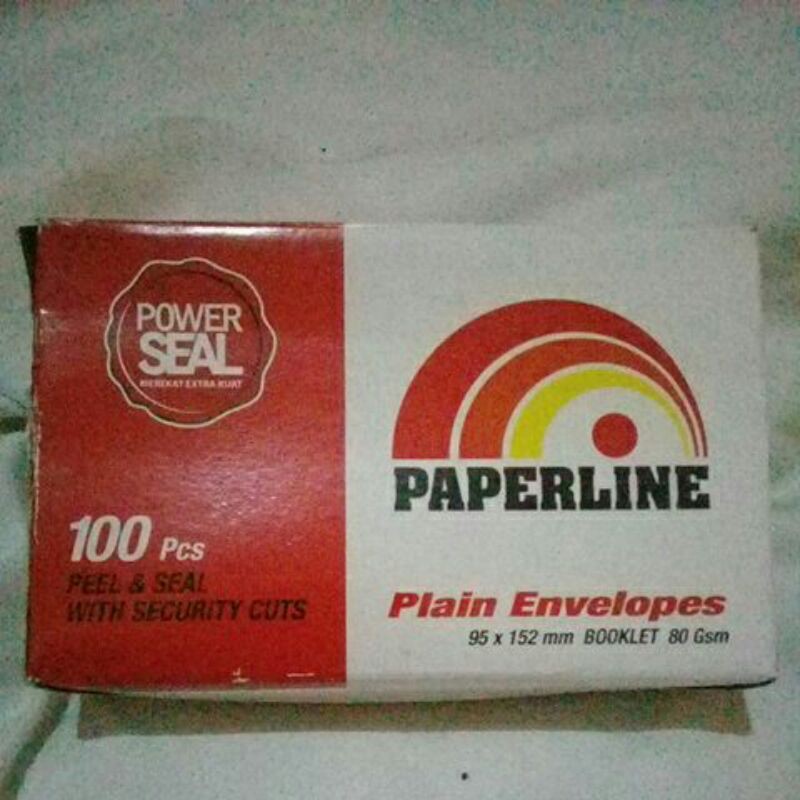 POWER
SEAL
MEREKAT EXTRA KUAT
100 Pcs
PEEL & SEAL
WITH SECURITY CUTS
PAPERLINE
Plain Envelopes
95 x 152 mm BOOKLET 80 Gsm